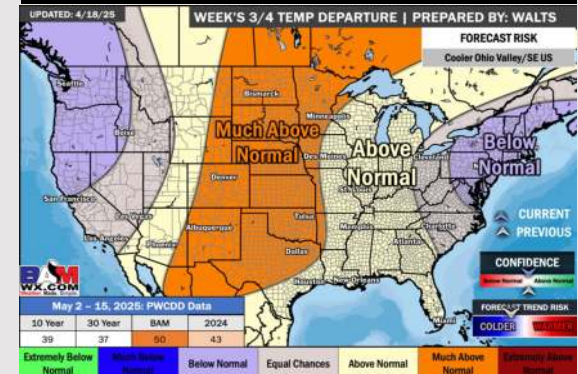 UPDATED: 4/18/25
WEEK'S 3/4 TEMP DEPARTURE | PREPARED BY: WALTS
FORECAST RISK
Cooler Ohio Valley/SE US
Seattle
Boise
San Francisco
Las Vegas
Los Angeles
Phoenix
Bismarck
Minneapolis
Much Above
Normal
Des Moines
Denver
Albuquerque
Tulsa
Dallas
Houston
New Orleans
Above
Normal
St. Louis
Memphis
Atlanta
Charlotte
Cleveland
Miami
Below
Normal
CURRENT
PREVIOUS
CONFIDENCE
Below Normal Above Normal
FORECAST TREND RISK
COLDER WARMER
BAM
WX.COM
May 2 – 15, 2025: PWCDD Data
10 Year 30 Year BAM 2024
39 37 50 43
Extremely Below Normal
Much Below Normal
Below Normal
Equal Chances
Above Normal
Much Above Normal
Extremely Above Normal